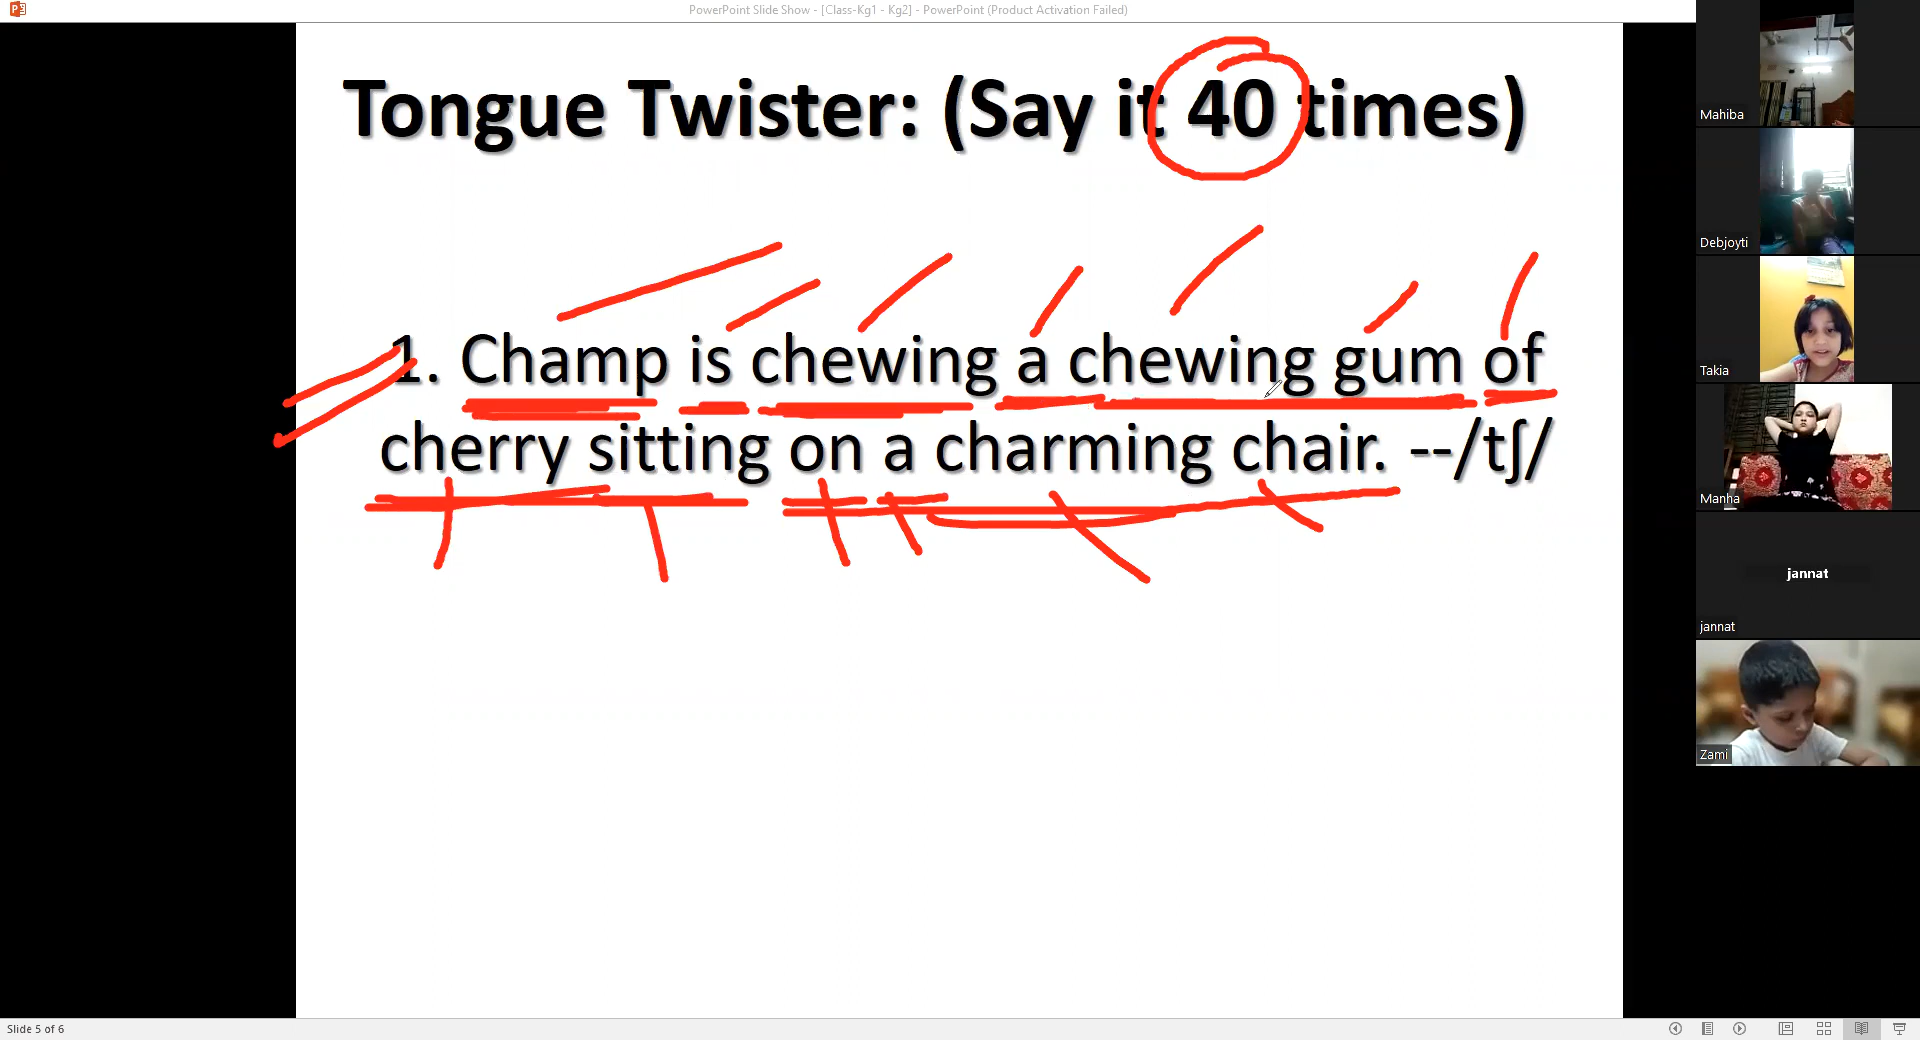 PowerPoint Slide Show - [Class-Kg1 - Kg2] - PowerPoint (Product Activation Failed)
Tongue Twister: (Say it 40 times)
1. Champ is chewing a chewing gum of
cherry sitting on a charming chair. --/tʃ/
Mahiba
Debjoyti
Takia
Manha
jannat
jannat
Zami
Slide 5 of 6